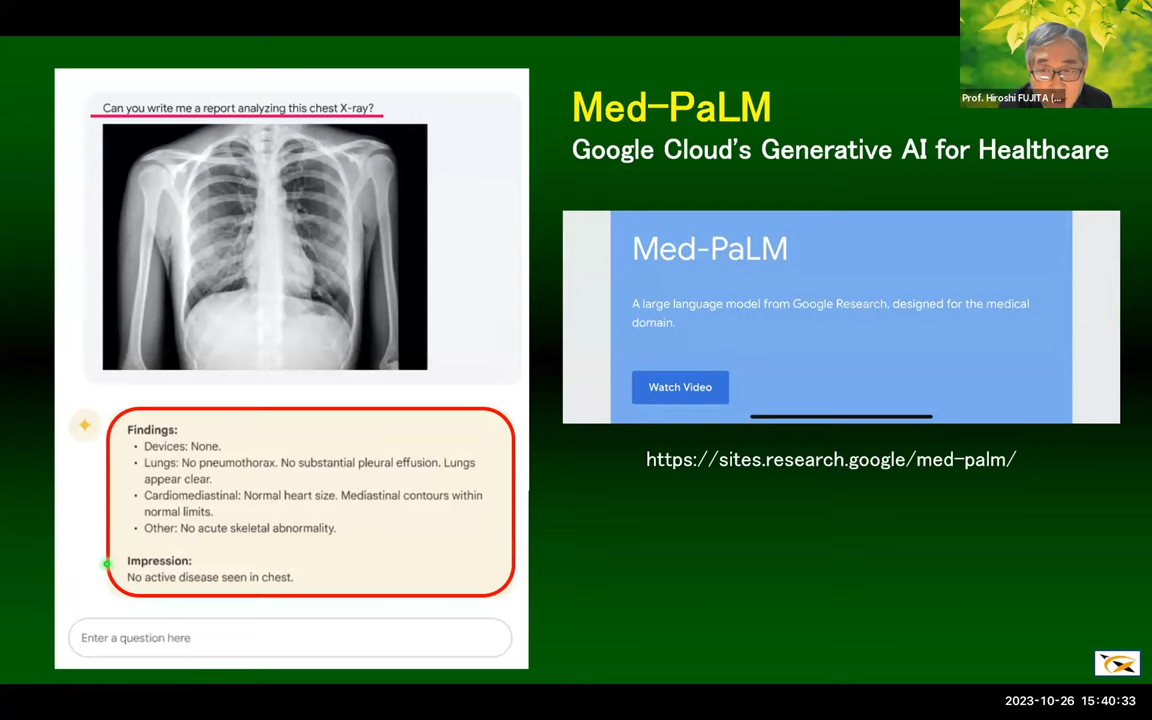 Prof. Hiroshi FUJITA (...
Can you write me a report analyzing this chest X-ray?
Findings:
• Devices: None.
• Lungs: No pneumothorax. No substantial pleural effusion. Lungs
appear clear.
• Cardiomediastinal: Normal heart size. Mediastinal contours within
normal limits.
• Other: No acute skeletal abnormality.
Impression:
No active disease seen in chest.
Enter a question here
Med-PaLM
Google Cloud's Generative AI for Healthcare
Med-PaLM
A large language model from Google Research, designed for the medical
domain.
Watch Video
https://sites.research.google/med-palm/
2023-10-26 15:40:33